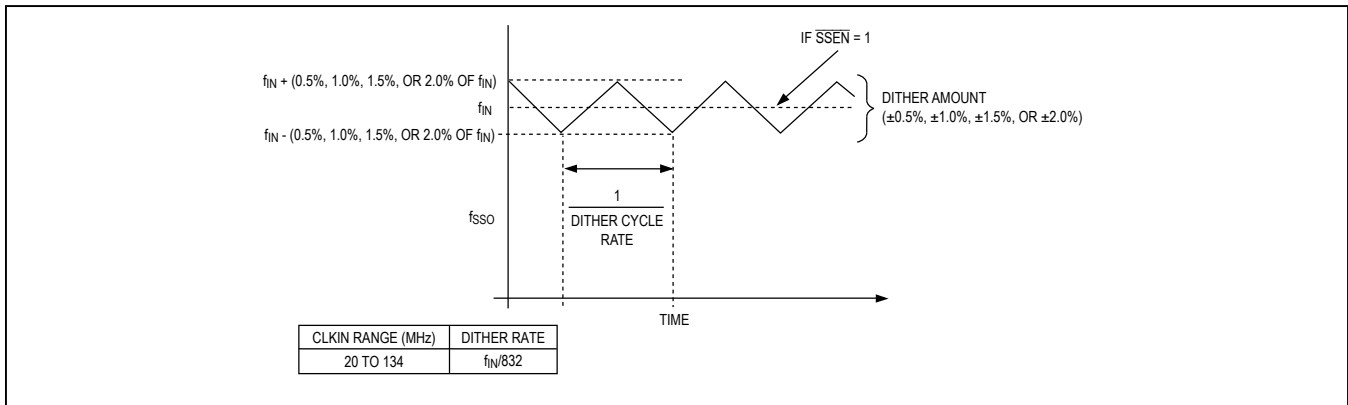 IF SSEN = 1
fIN + (0.5%, 1.0%, 1.5%, OR 2.0% OF fIN)
fIN
fIN - (0.5%, 1.0%, 1.5%, OR 2.0% OF fIN)
DITHER AMOUNT
(±0.5%, ±1.0%, ±1.5%, OR ±2.0%)
fSSO
1
DITHER CYCLE
RATE
TIME
CLKIN RANGE (MHz) DITHER RATE
20 TO 134 fIN/832